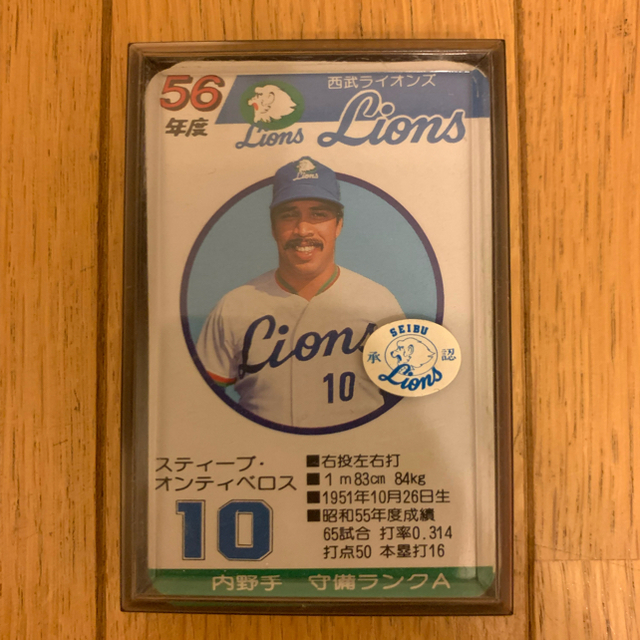 56
年度
西武ライオンズ
Lions
Lions
Lions
Lions
10
SEIBU
承認
Lions
スティーブ・
オンティベロス
10
■右投左右打
■1m83cm 84kg
■1951年10月26日生
■昭和55年度成績
65試合 打率0.314
打点50 本塁打16
内野手 守備ランクA